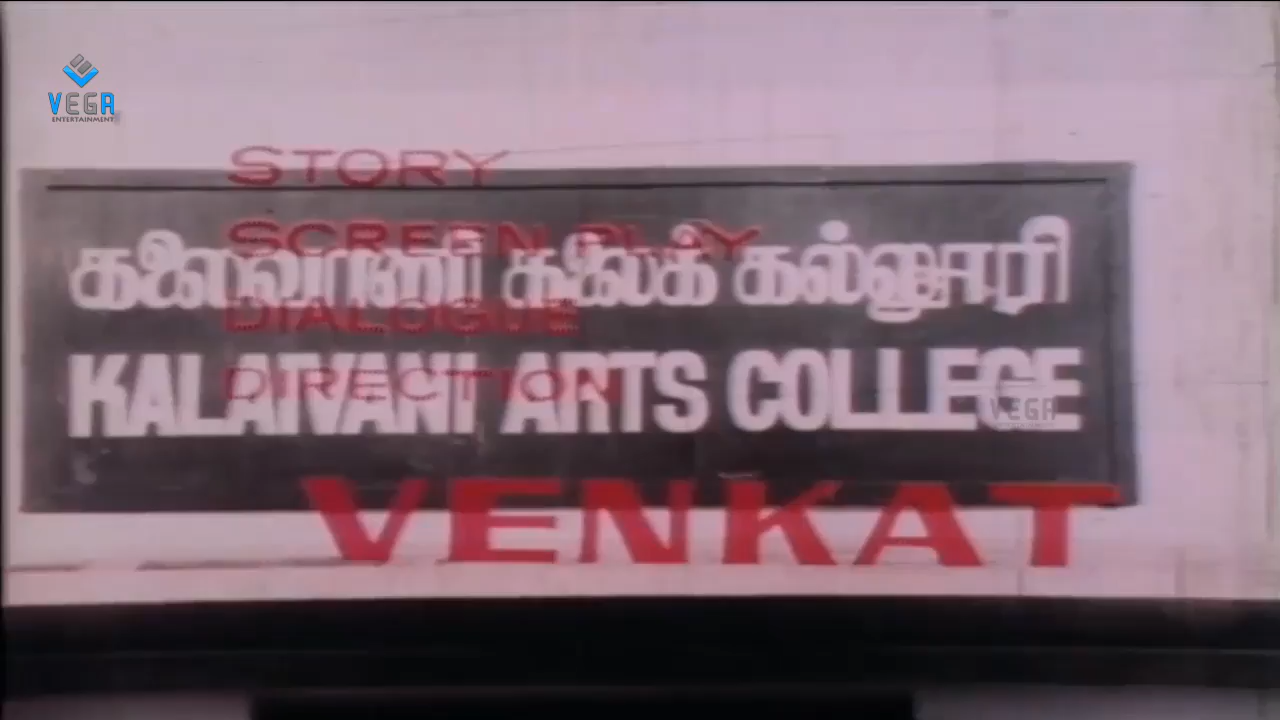 VEGA
ENTERTAINMENT
STORY
SCREEN PLAY
கலைவாணி கலைக் கல்லூரி
DIALOGUE
KALAIVANI ARTS COLLEGE
DIRECTION
VEGA
VENKAT